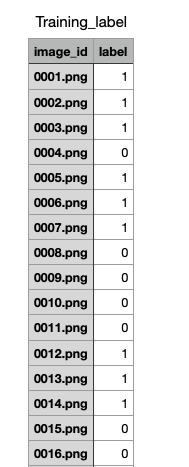 Training_label
image_id label
0001.png 1
0002.png 1
0003.png 1
0004.png 0
0005.png 1
0006.png 1
0007.png 1
0008.png 0
0009.png 0
0010.png 0
0011.png 0
0012.png 1
0013.png 1
0014.png 1
0015.png 0
0016.png 0